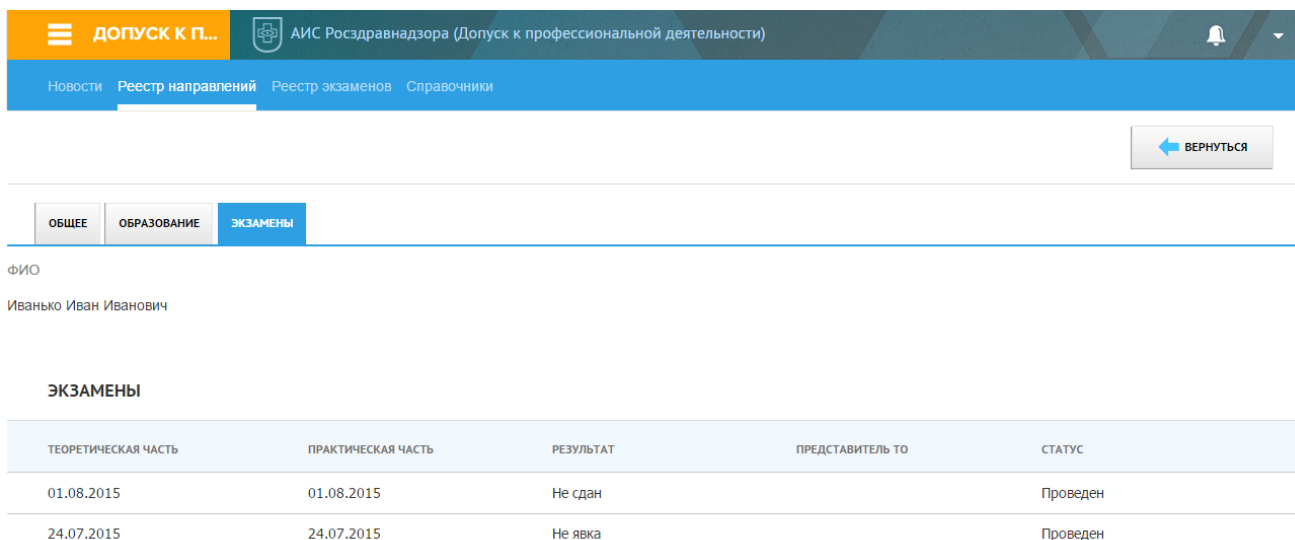 ДОПУСК К П... АИС Росздравнадзора (Допуск к профессиональной деятельности)
Новости Реестр направлений Реестр экзаменов Справочники
ВЕРНУТЬСЯ
ОБЩЕЕ ОБРАЗОВАНИЕ ЭКЗАМЕНЫ
ФИО
Иванько Иван Иванович
ЭКЗАМЕНЫ
ТЕОРЕТИЧЕСКАЯ ЧАСТЬ ПРАКТИЧЕСКАЯ ЧАСТЬ РЕЗУЛЬТАТ ПРЕДСТАВИТЕЛЬ ТО СТАТУС
01.08.2015 01.08.2015 Не сдан Проведен
24.07.2015 24.07.2015 Не явка Проведен